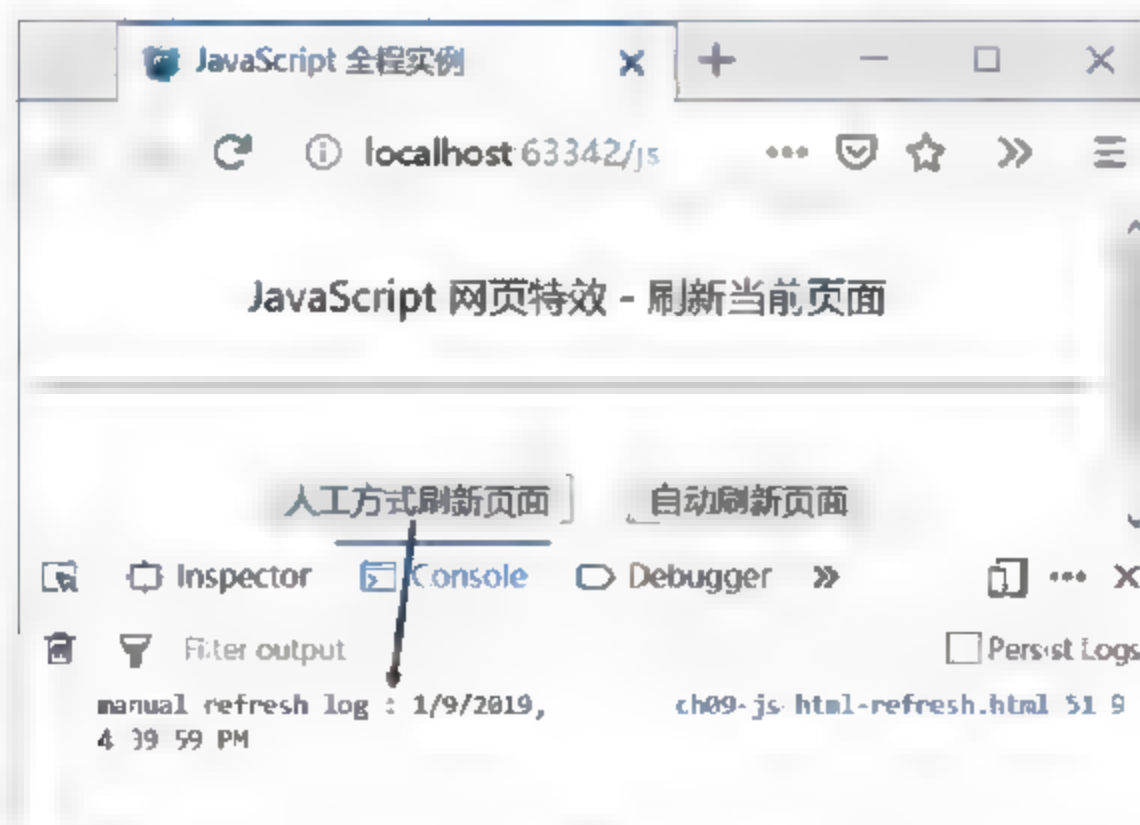 JavaScript 全程实例
localhost:63342/js
JavaScript 网页特效 - 刷新当前页面
人工方式刷新页面 自动刷新页面
Inspector Console Debugger
Filter output Persist Logs
manual refresh log : 1/9/2019, ch09-js-html-refresh.html:51:9
4:39:59 PM